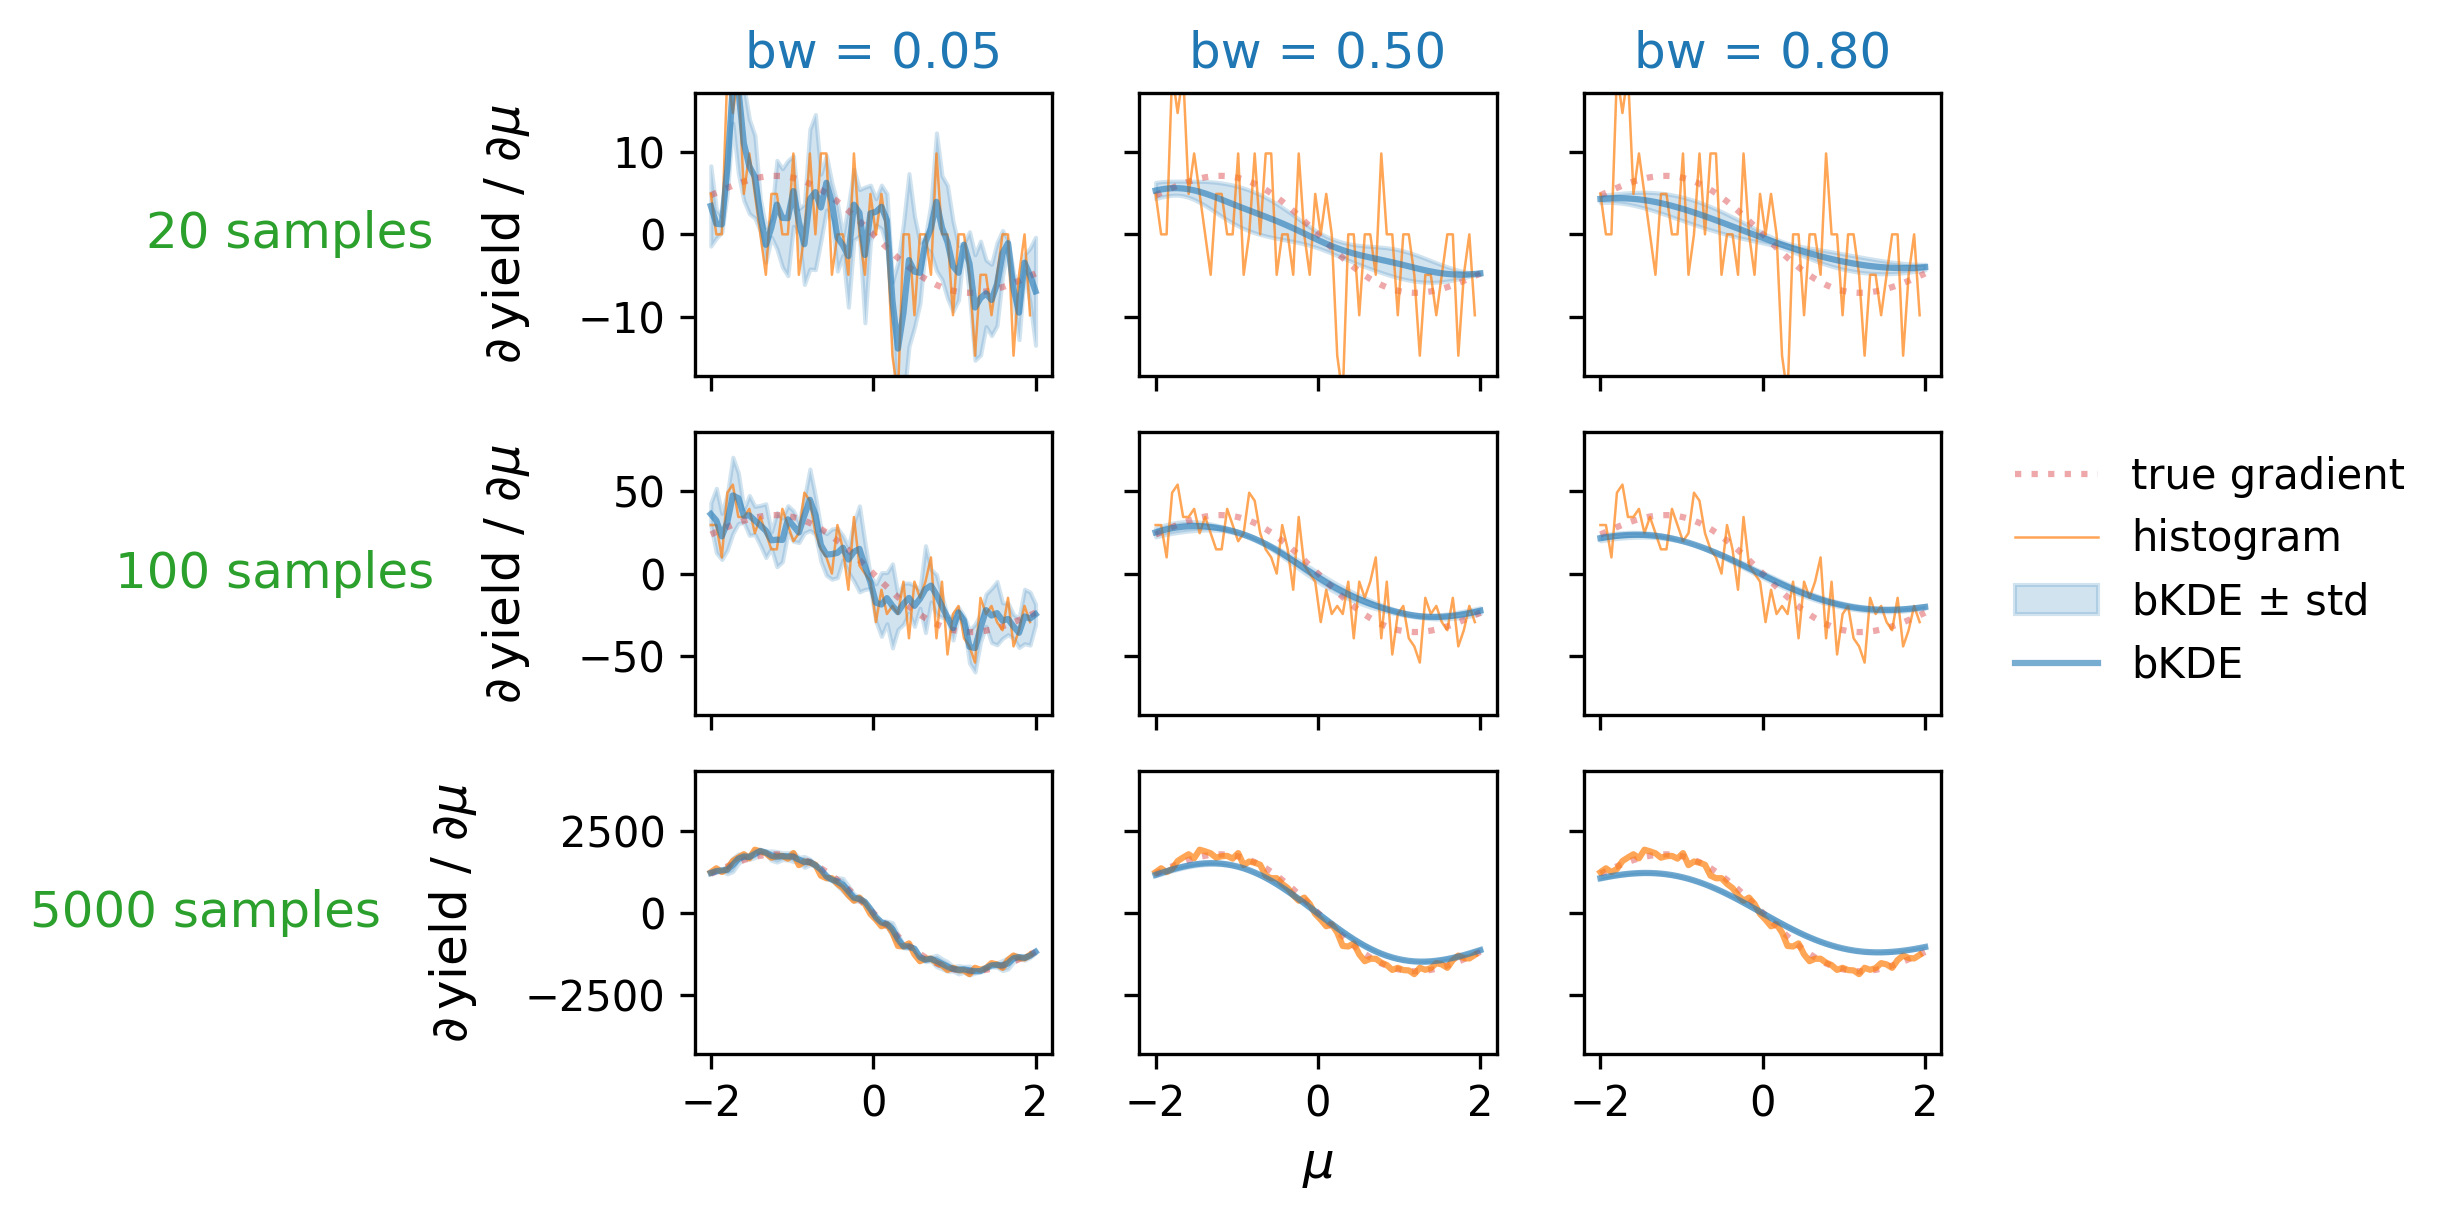 bw = 0.05
bw = 0.50
bw = 0.80
20 samples
∂ yield / ∂μ
10
0
−10
100 samples
∂ yield / ∂μ
50
0
−50
true gradient
histogram
bKDE ± std
bKDE
5000 samples
∂ yield / ∂μ
2500
0
−2500
−2 0 2
−2 0 2
−2 0 2
μ